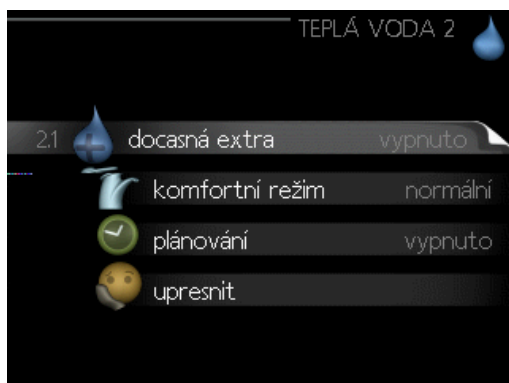 TEPLÁ VODA 2
2.1 docasná extra vypnuto
komfortní režim normální
plánování vypnuto
upresnit